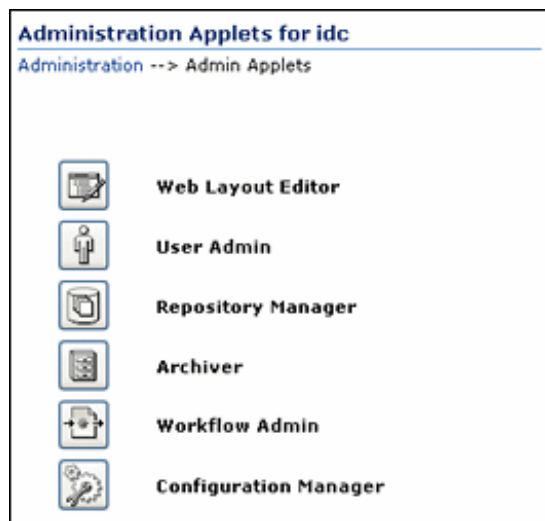 Administration Applets for idc
Administration --> Admin Applets
Web Layout Editor
User Admin
Repository Manager
Archiver
Workflow Admin
Configuration Manager